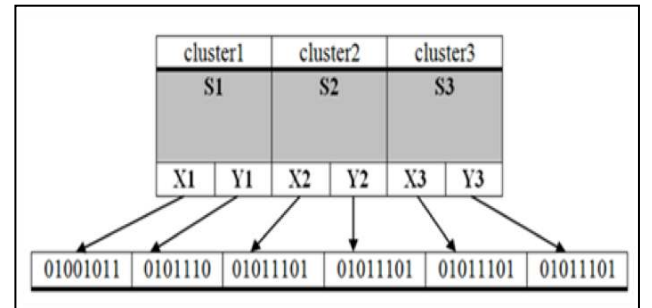 cluster1 cluster2 cluster3
S1 S2 S3
X1 Y1 X2 Y2 X3 Y3
01001011 0101110 01011101 01011101 01011101 01011101